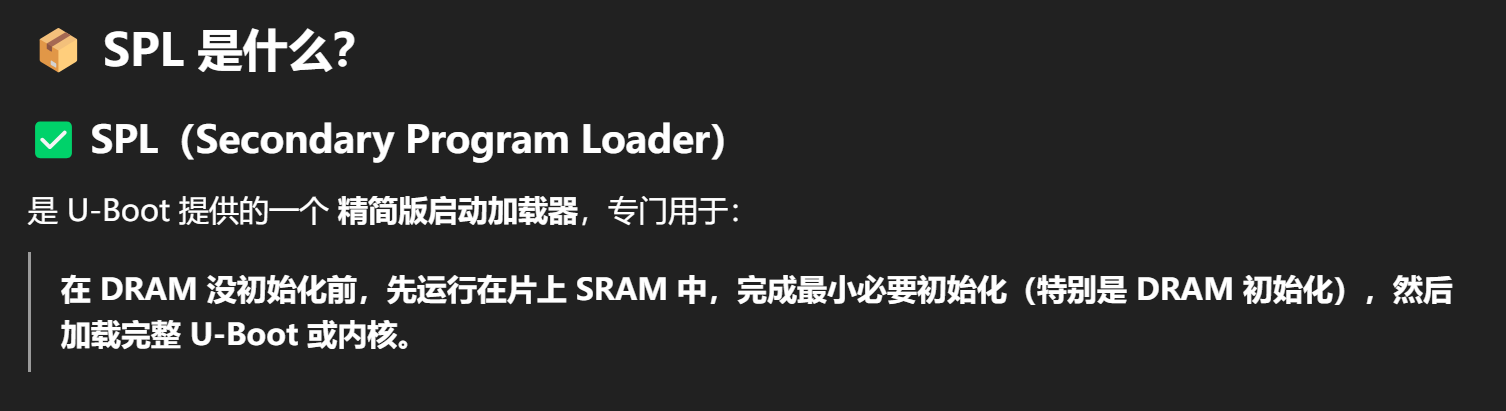 📦 SPL 是什么？
✅ SPL（Secondary Program Loader）
是 U-Boot 提供的一个 精简版启动加载器，专门用于：
在 DRAM 没初始化前，先运行在片上 SRAM 中，完成最小必要初始化（特别是 DRAM 初始化），然后
加载完整 U-Boot 或内核。